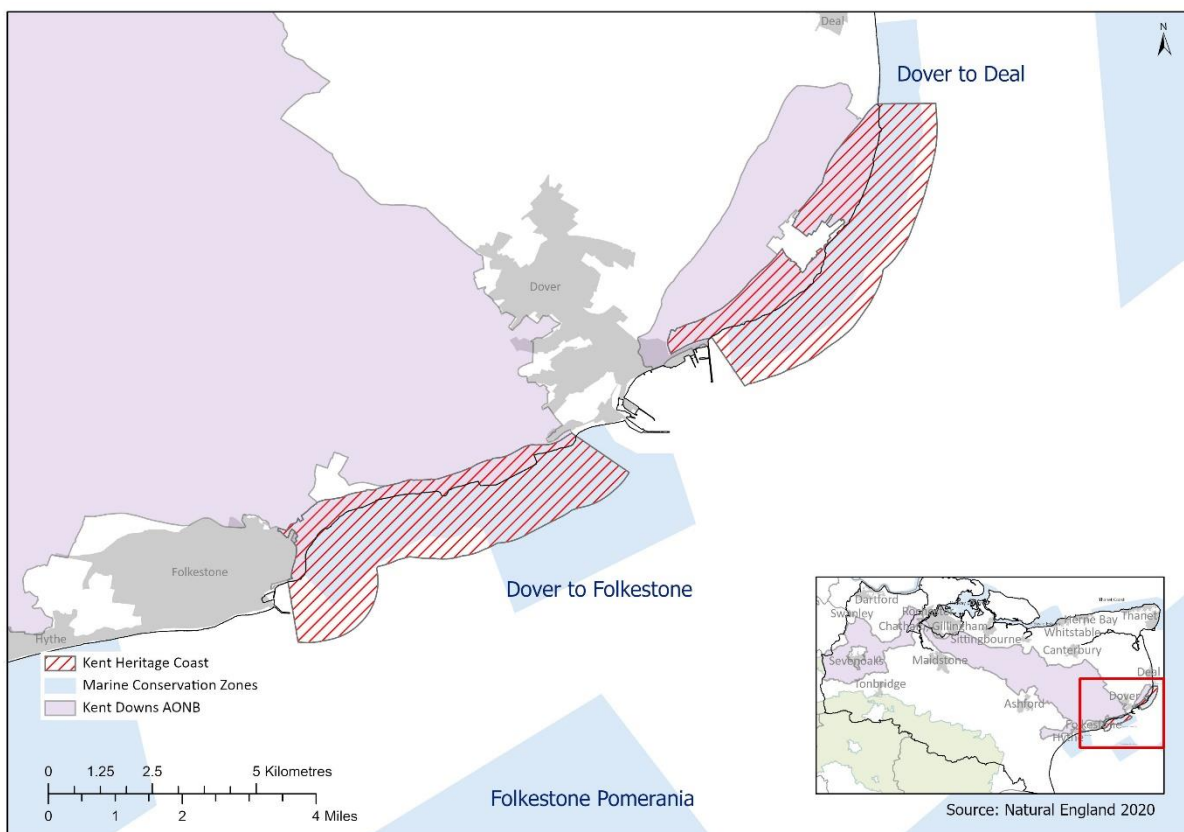 Deal
N
Dover to Deal
Dover
Folkestone
Dover to Folkestone
Hythe
Kent Heritage Coast
Marine Conservation Zones
Kent Downs AONB
0 1.25 2.5 5 Kilometres
0 1 2 4 Miles
Folkestone Pomerania
Dartford
Swanley
Chatham
Gillingham
Sittingbourne
Herne Bay
Thanet
Whitstable
Canterbury
Sevenoaks
Maidstone
Tonbridge
Deal
Dover
Ashford
Folkestone
Hythe
Source: Natural England 2020